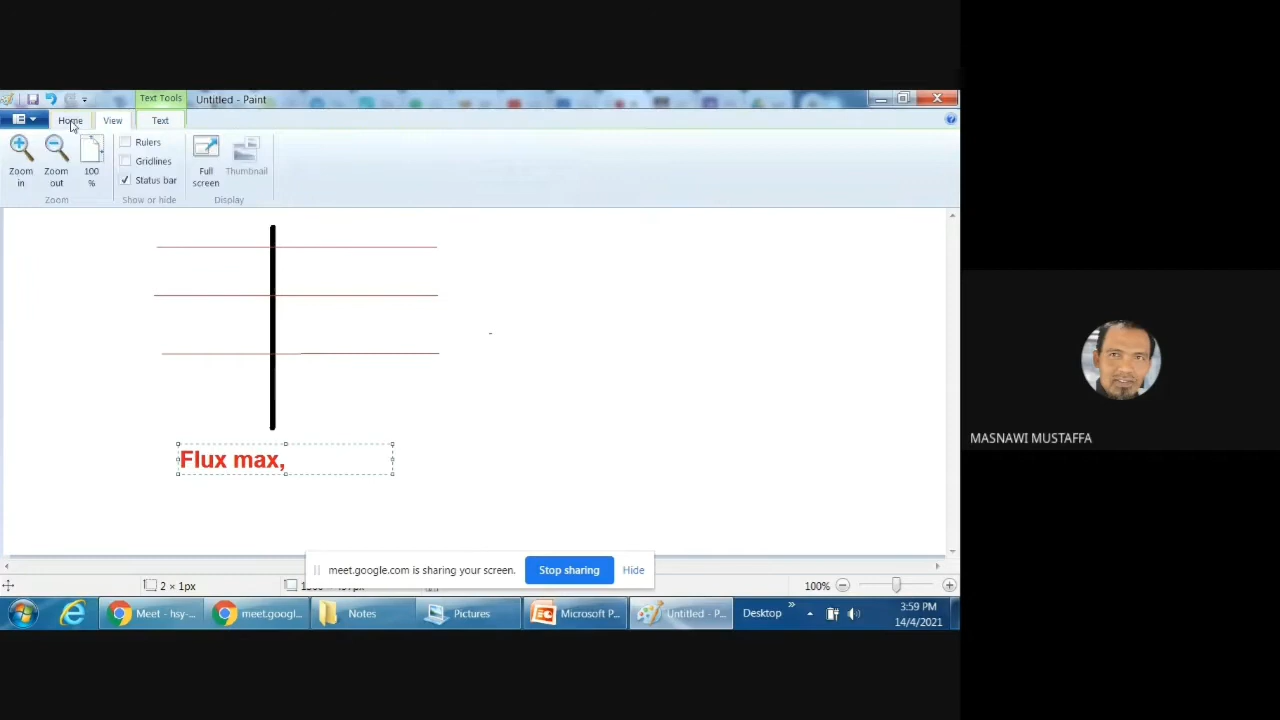 Text Tools
Untitled - Paint
Home
View
Text
Zoom in
Zoom out
100 %
Rulers
Gridlines
Status bar
Full screen
Thumbnail
Zoom
Show or hide
Display
Flux max,
MASNAWI MUSTAFFA
meet.google.com is sharing your screen.
Stop sharing
Hide
2 × 1px
100%
Meet - hsy-...
meet.googl...
Notes
Pictures
Microsoft P...
Untitled - P...
Desktop
3:59 PM
14/4/2021